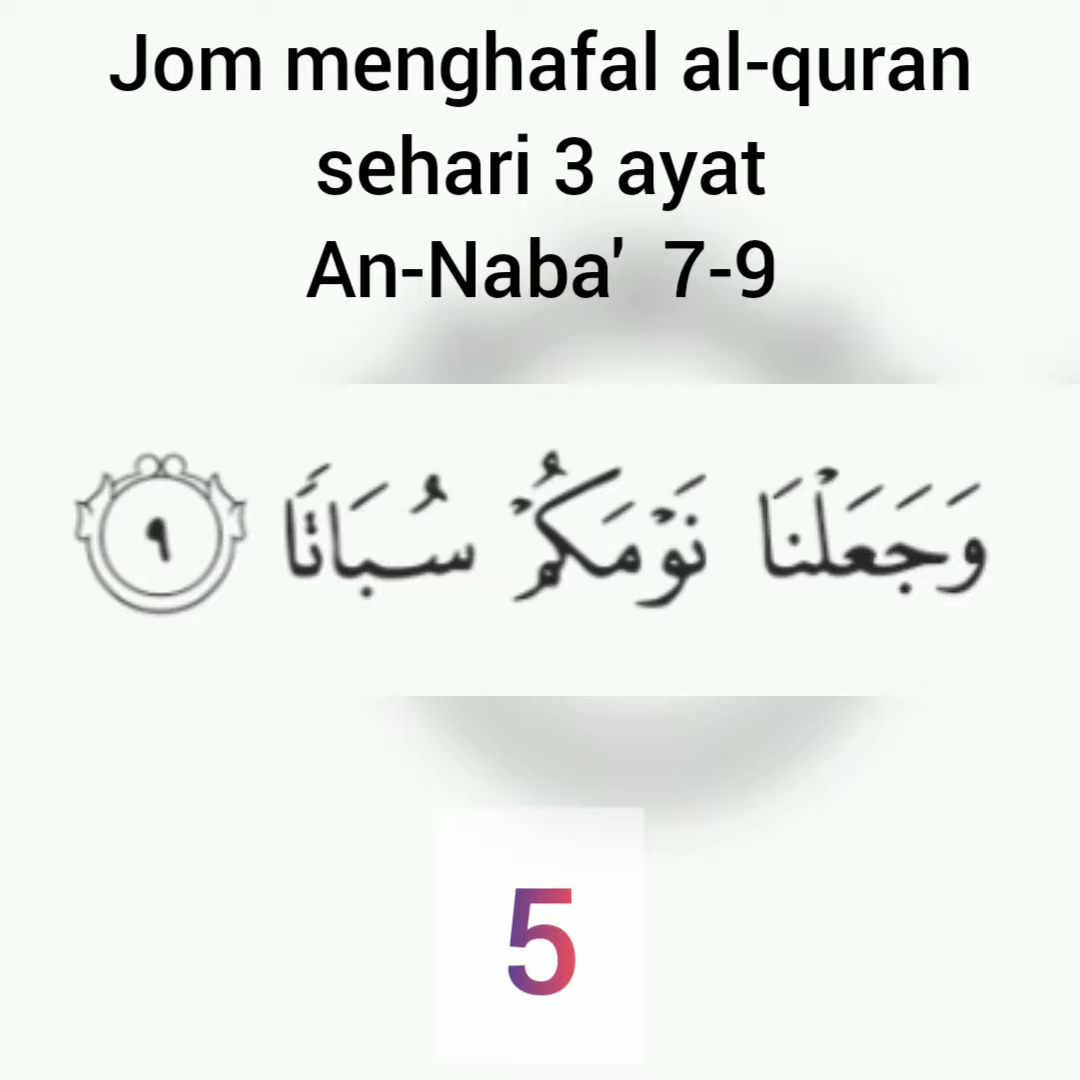 Jom menghafal al-quran
sehari 3 ayat
An-Naba' 7-9
وَجَعَلْنَا نَوْمَكُمْ سُبَاتًا ٩
5